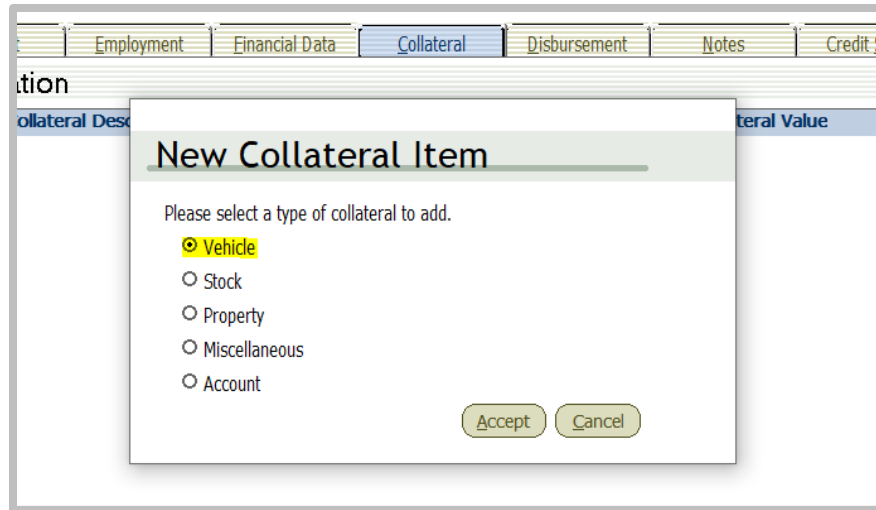 Employment Financial Data Collateral Disbursement Notes Credit
ation
ollateral Desc teral Value
New Collateral Item
Please select a type of collateral to add.
Vehicle
Stock
Property
Miscellaneous
Account
Accept Cancel